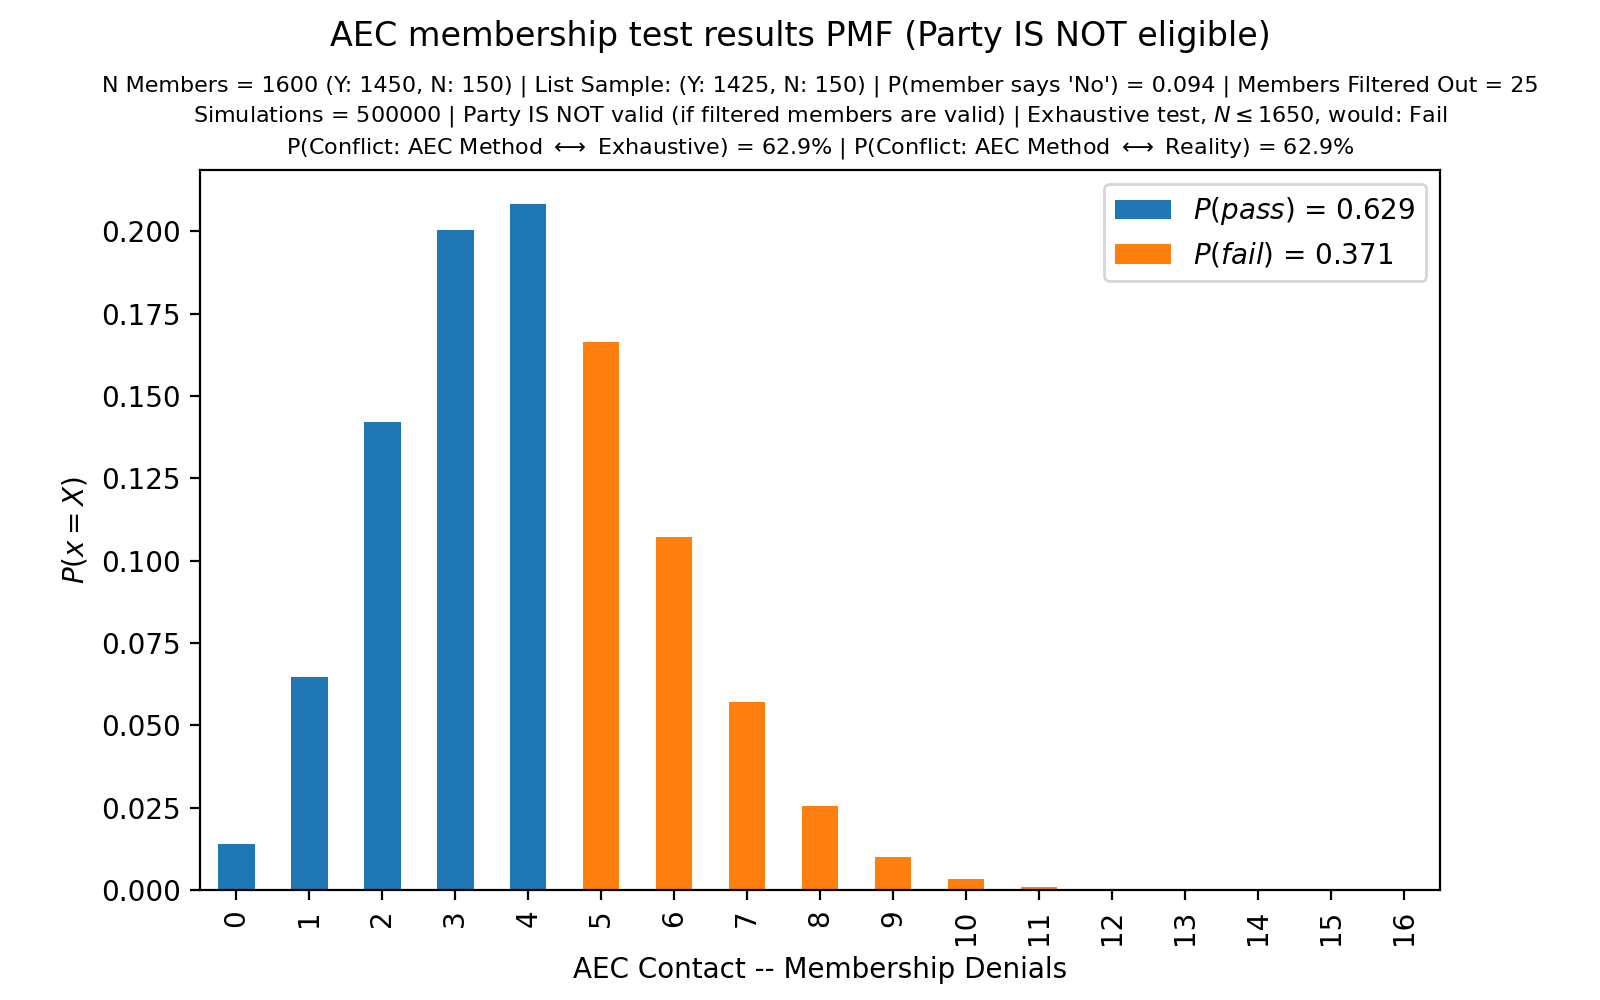 AEC membership test results PMF (Party IS NOT eligible)
N Members = 1600 (Y: 1450, N: 150) | List Sample: (Y: 1425, N: 150) | P(member says 'No') = 0.094 | Members Filtered Out = 25
Simulations = 500000 | Party IS NOT valid (if filtered members are valid) | Exhaustive test, N ≤ 1650, would: Fail
P(Conflict: AEC Method ⟷ Exhaustive) = 62.9% | P(Conflict: AEC Method ⟷ Reality) = 62.9%
P(pass) = 0.629
P(fail) = 0.371
0.200
0.175
0.150
0.125
0.100
0.075
0.050
0.025
0.000
P(x = X)
0 1 2 3 4 5 6 7 8 9 10 11 12 13 14 15 16
AEC Contact -- Membership Denials